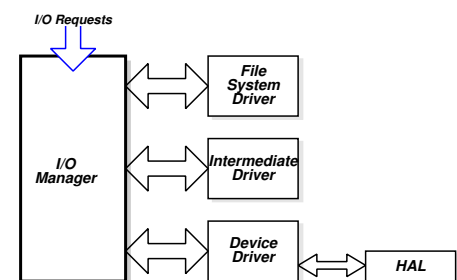 I/O Requests
File
System
Driver
I/O
Manager
Intermediate
Driver
Device
Driver
HAL